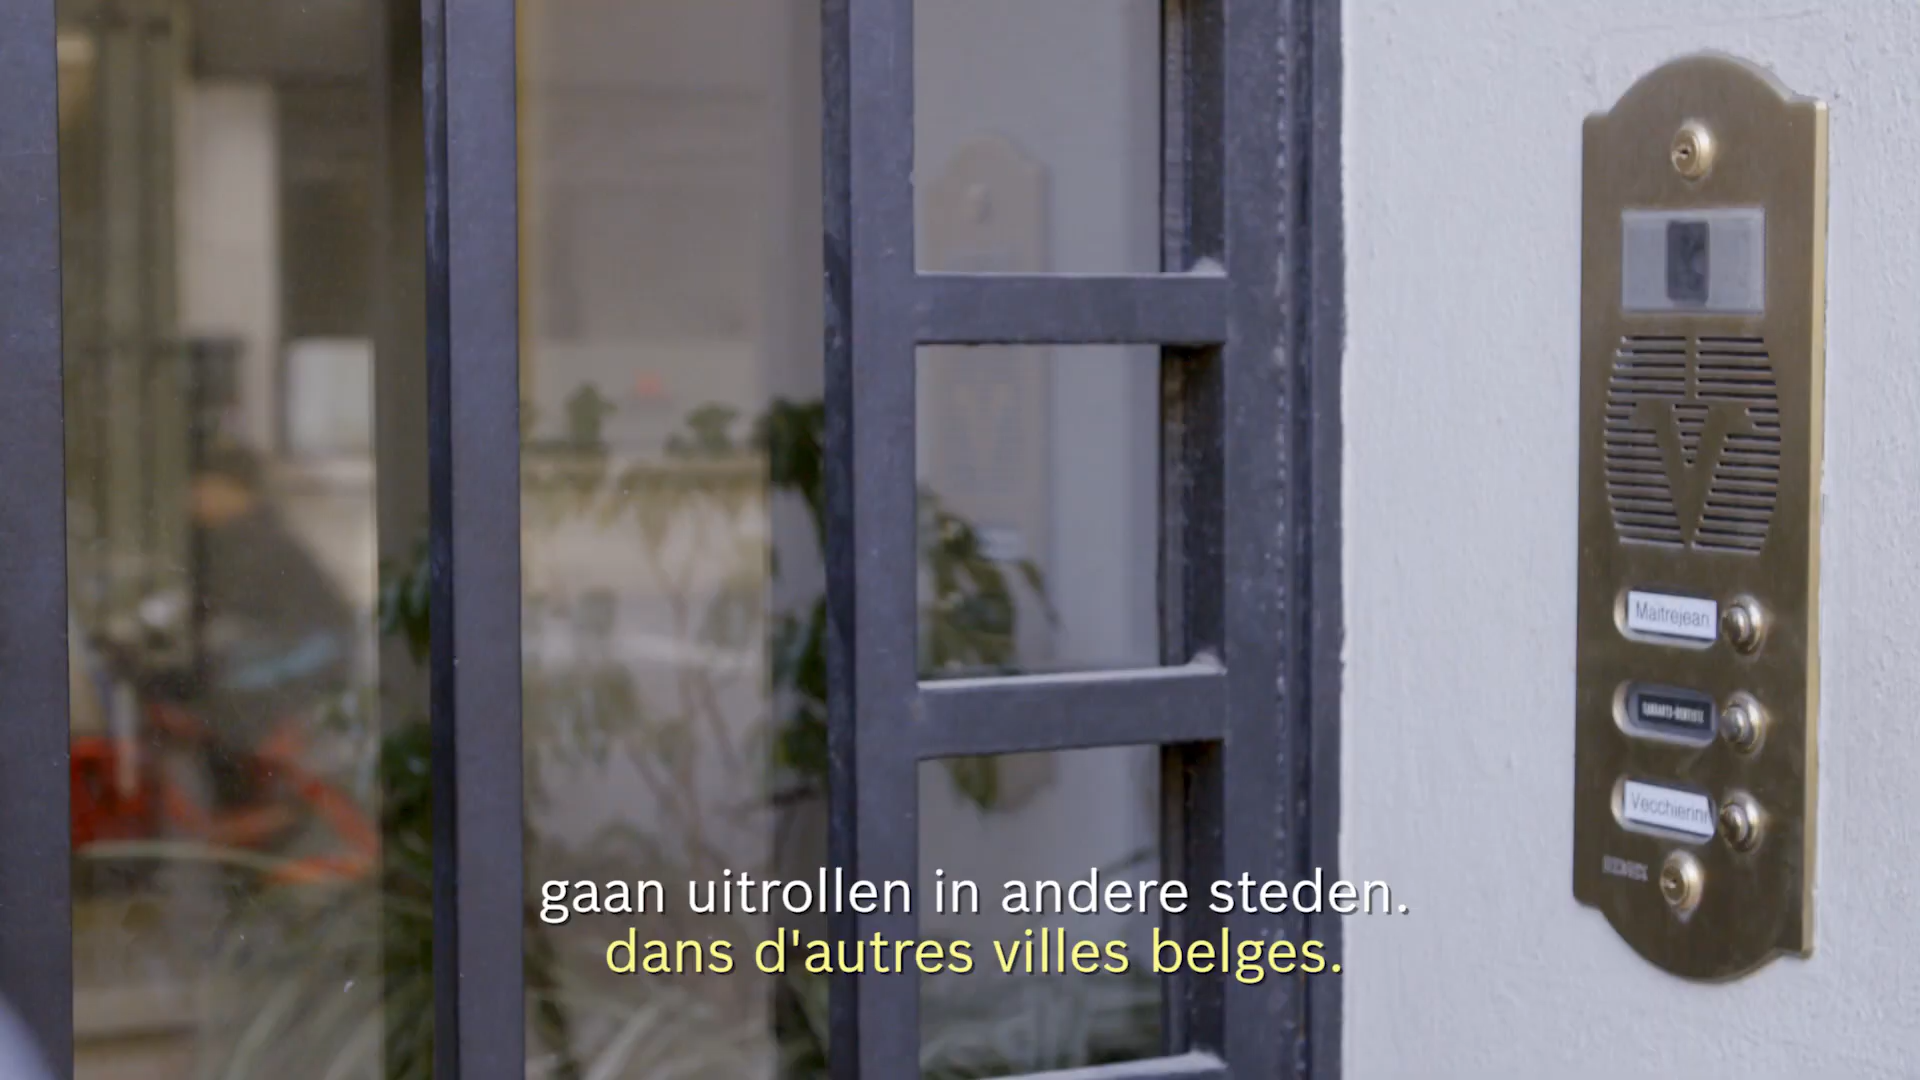 Maitrejean
Vecchierini
gaan uitrollen in andere steden.
dans d'autres villes belges.